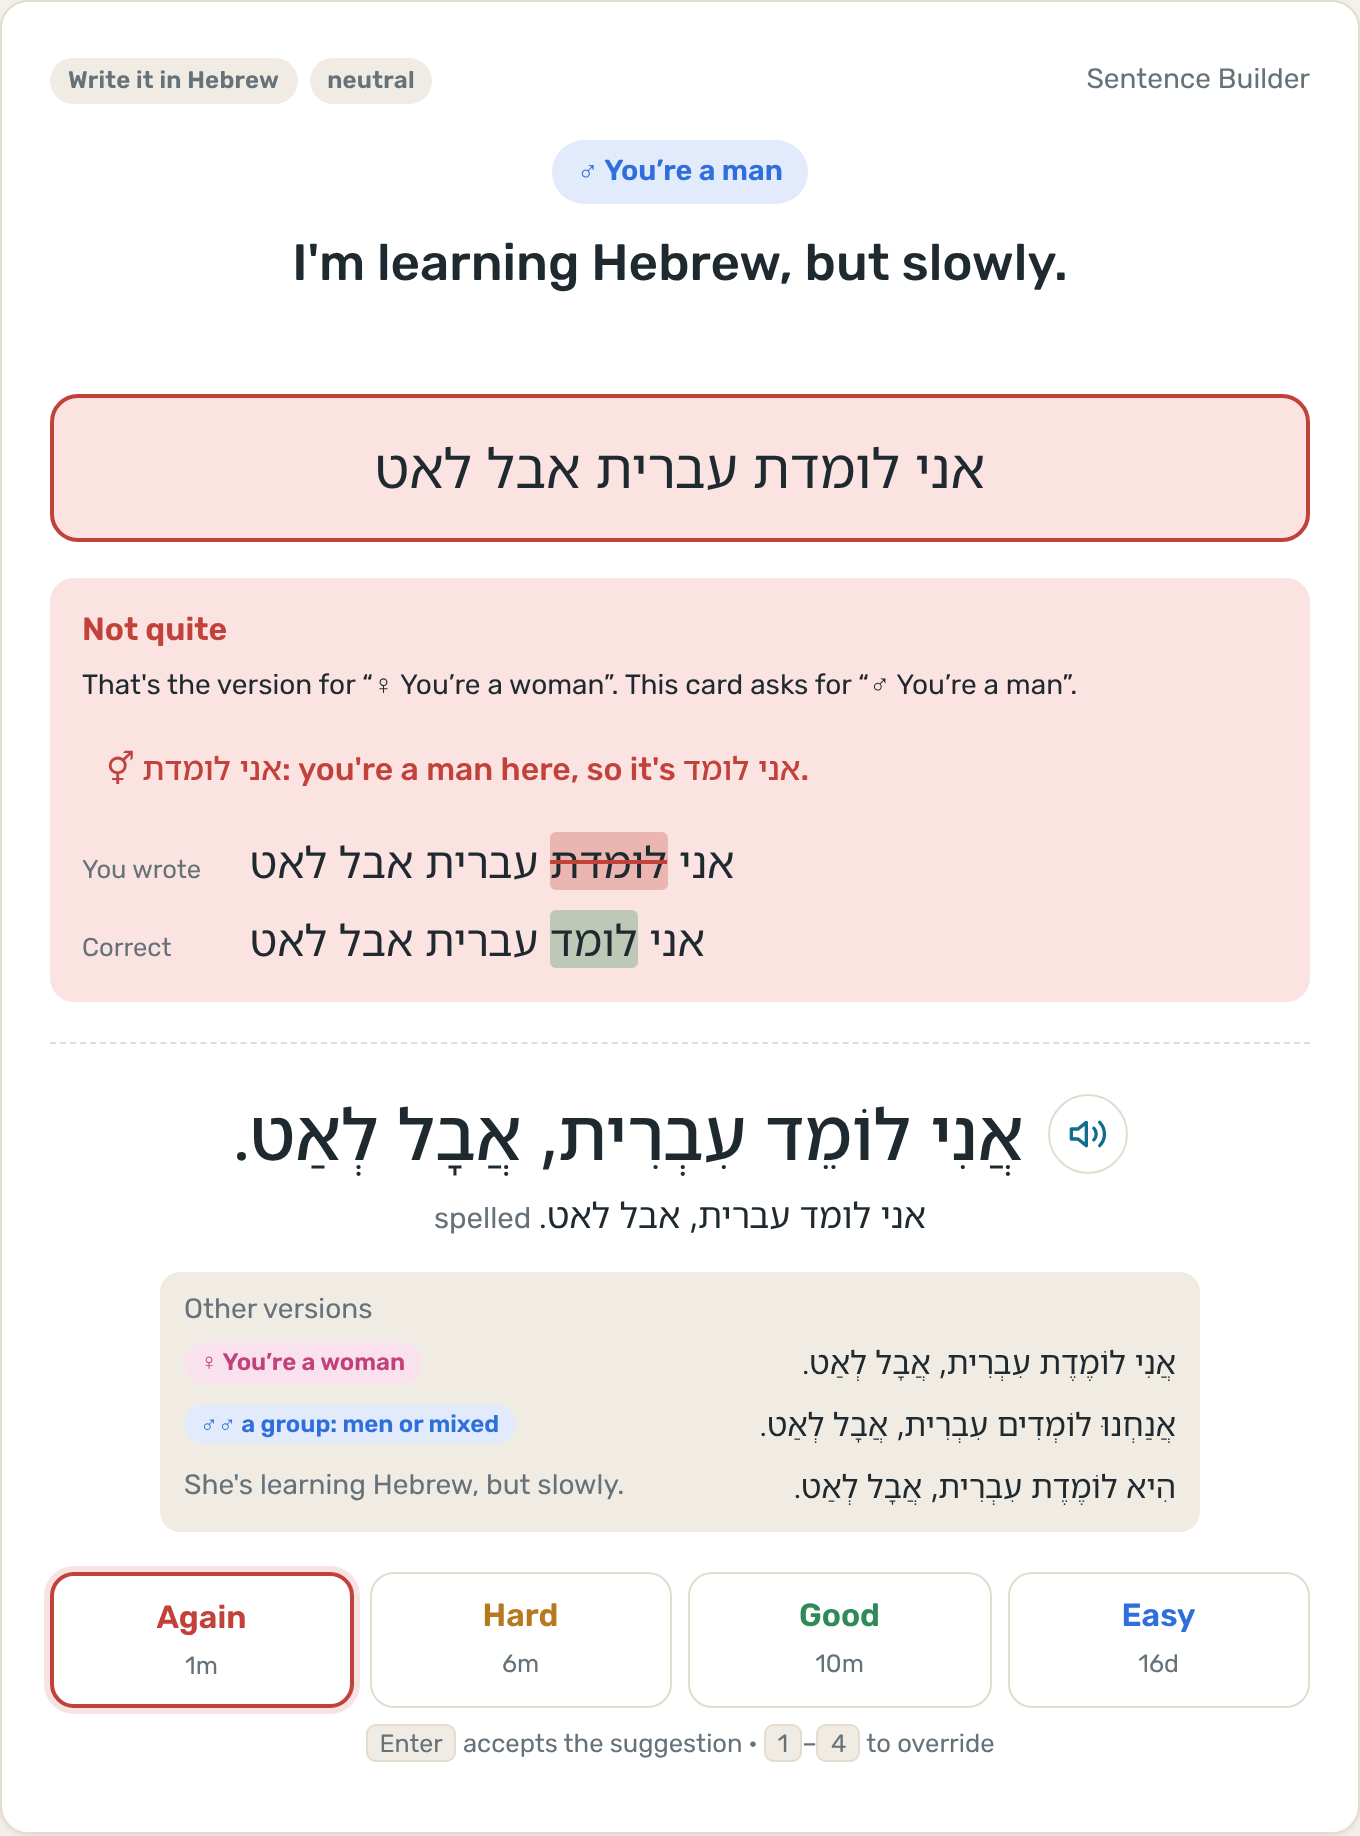 Write it in Hebrew neutral Sentence Builder
♂ You’re a man
I'm learning Hebrew, but slowly.
אני לומדת עברית אבל לאט
Not quite
That's the version for “♀ You’re a woman”. This card asks for “♂ You’re a man”.
⚥ אני לומדת: you're a man here, so it's אני לומד.
You wrote אני לומדת עברית אבל לאט
Correct אני לומד עברית אבל לאט
אֲנִי לוֹמֵד עִבְרִית, אֲבָל לְאַט.
spelled אני לומד עברית, אבל לאט.
Other versions
♀ You’re a woman אֲנִי לוֹמֶדֶת עִבְרִית, אֲבָל לְאַט.
♂♂ a group: men or mixed אֲנַחְנוּ לוֹמְדִים עִבְרִית, אֲבָל לְאַט.
She's learning Hebrew, but slowly. הִיא לוֹמֶדֶת עִבְרִית, אֲבָל לְאַט.
Again Hard Good Easy
1m 6m 10m 16d
Enter accepts the suggestion • 1–4 to override